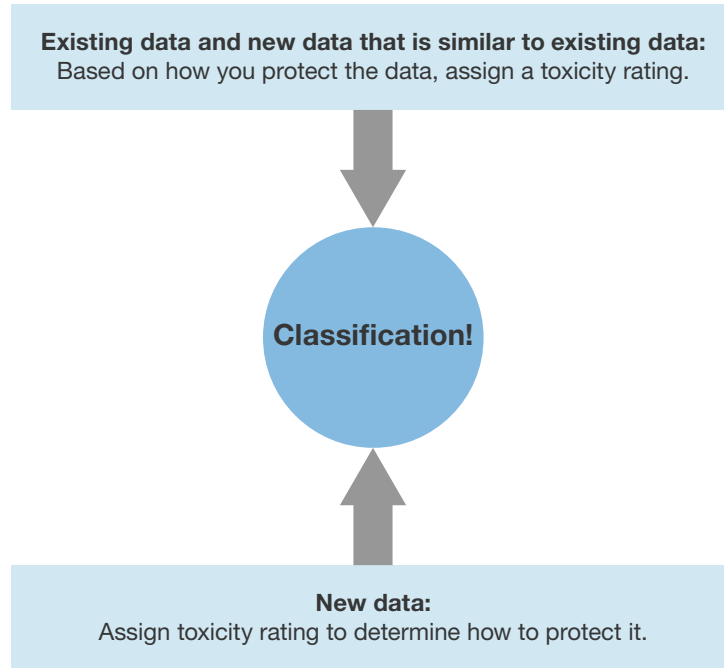 Existing data and new data that is similar to existing data:
Based on how you protect the data, assign a toxicity rating.
Classification!
New data:
Assign toxicity rating to determine how to protect it.